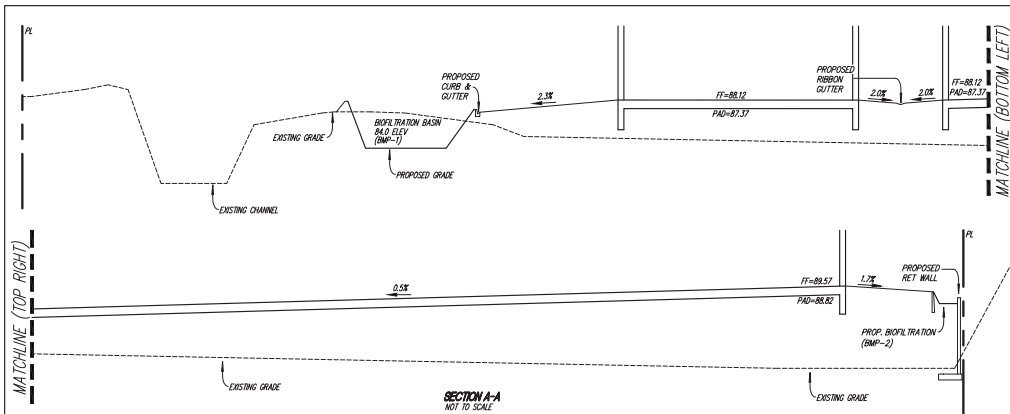 PL
PROPOSED
CURB &
GUTTER
2.3%
FF=88.12
PAD=87.37
PROPOSED
RIBBON
GUTTER
2.0%
2.0%
FF=88.12
PAD=87.37
MATCHLINE (BOTTOM LEFT)
EXISTING GRADE
BIOFILTRATION BASIN
84.0 ELEV
(BMP-1)
PROPOSED GRADE
EXISTING CHANNEL
MATCHLINE (TOP RIGHT)
0.5%
FF=89.57
PAD=88.82
1.7%
PROPOSED
RET WALL
PL
PROP. BIOFILTRATION
(BMP-2)
EXISTING GRADE
EXISTING GRADE
SECTION A-A
NOT TO SCALE